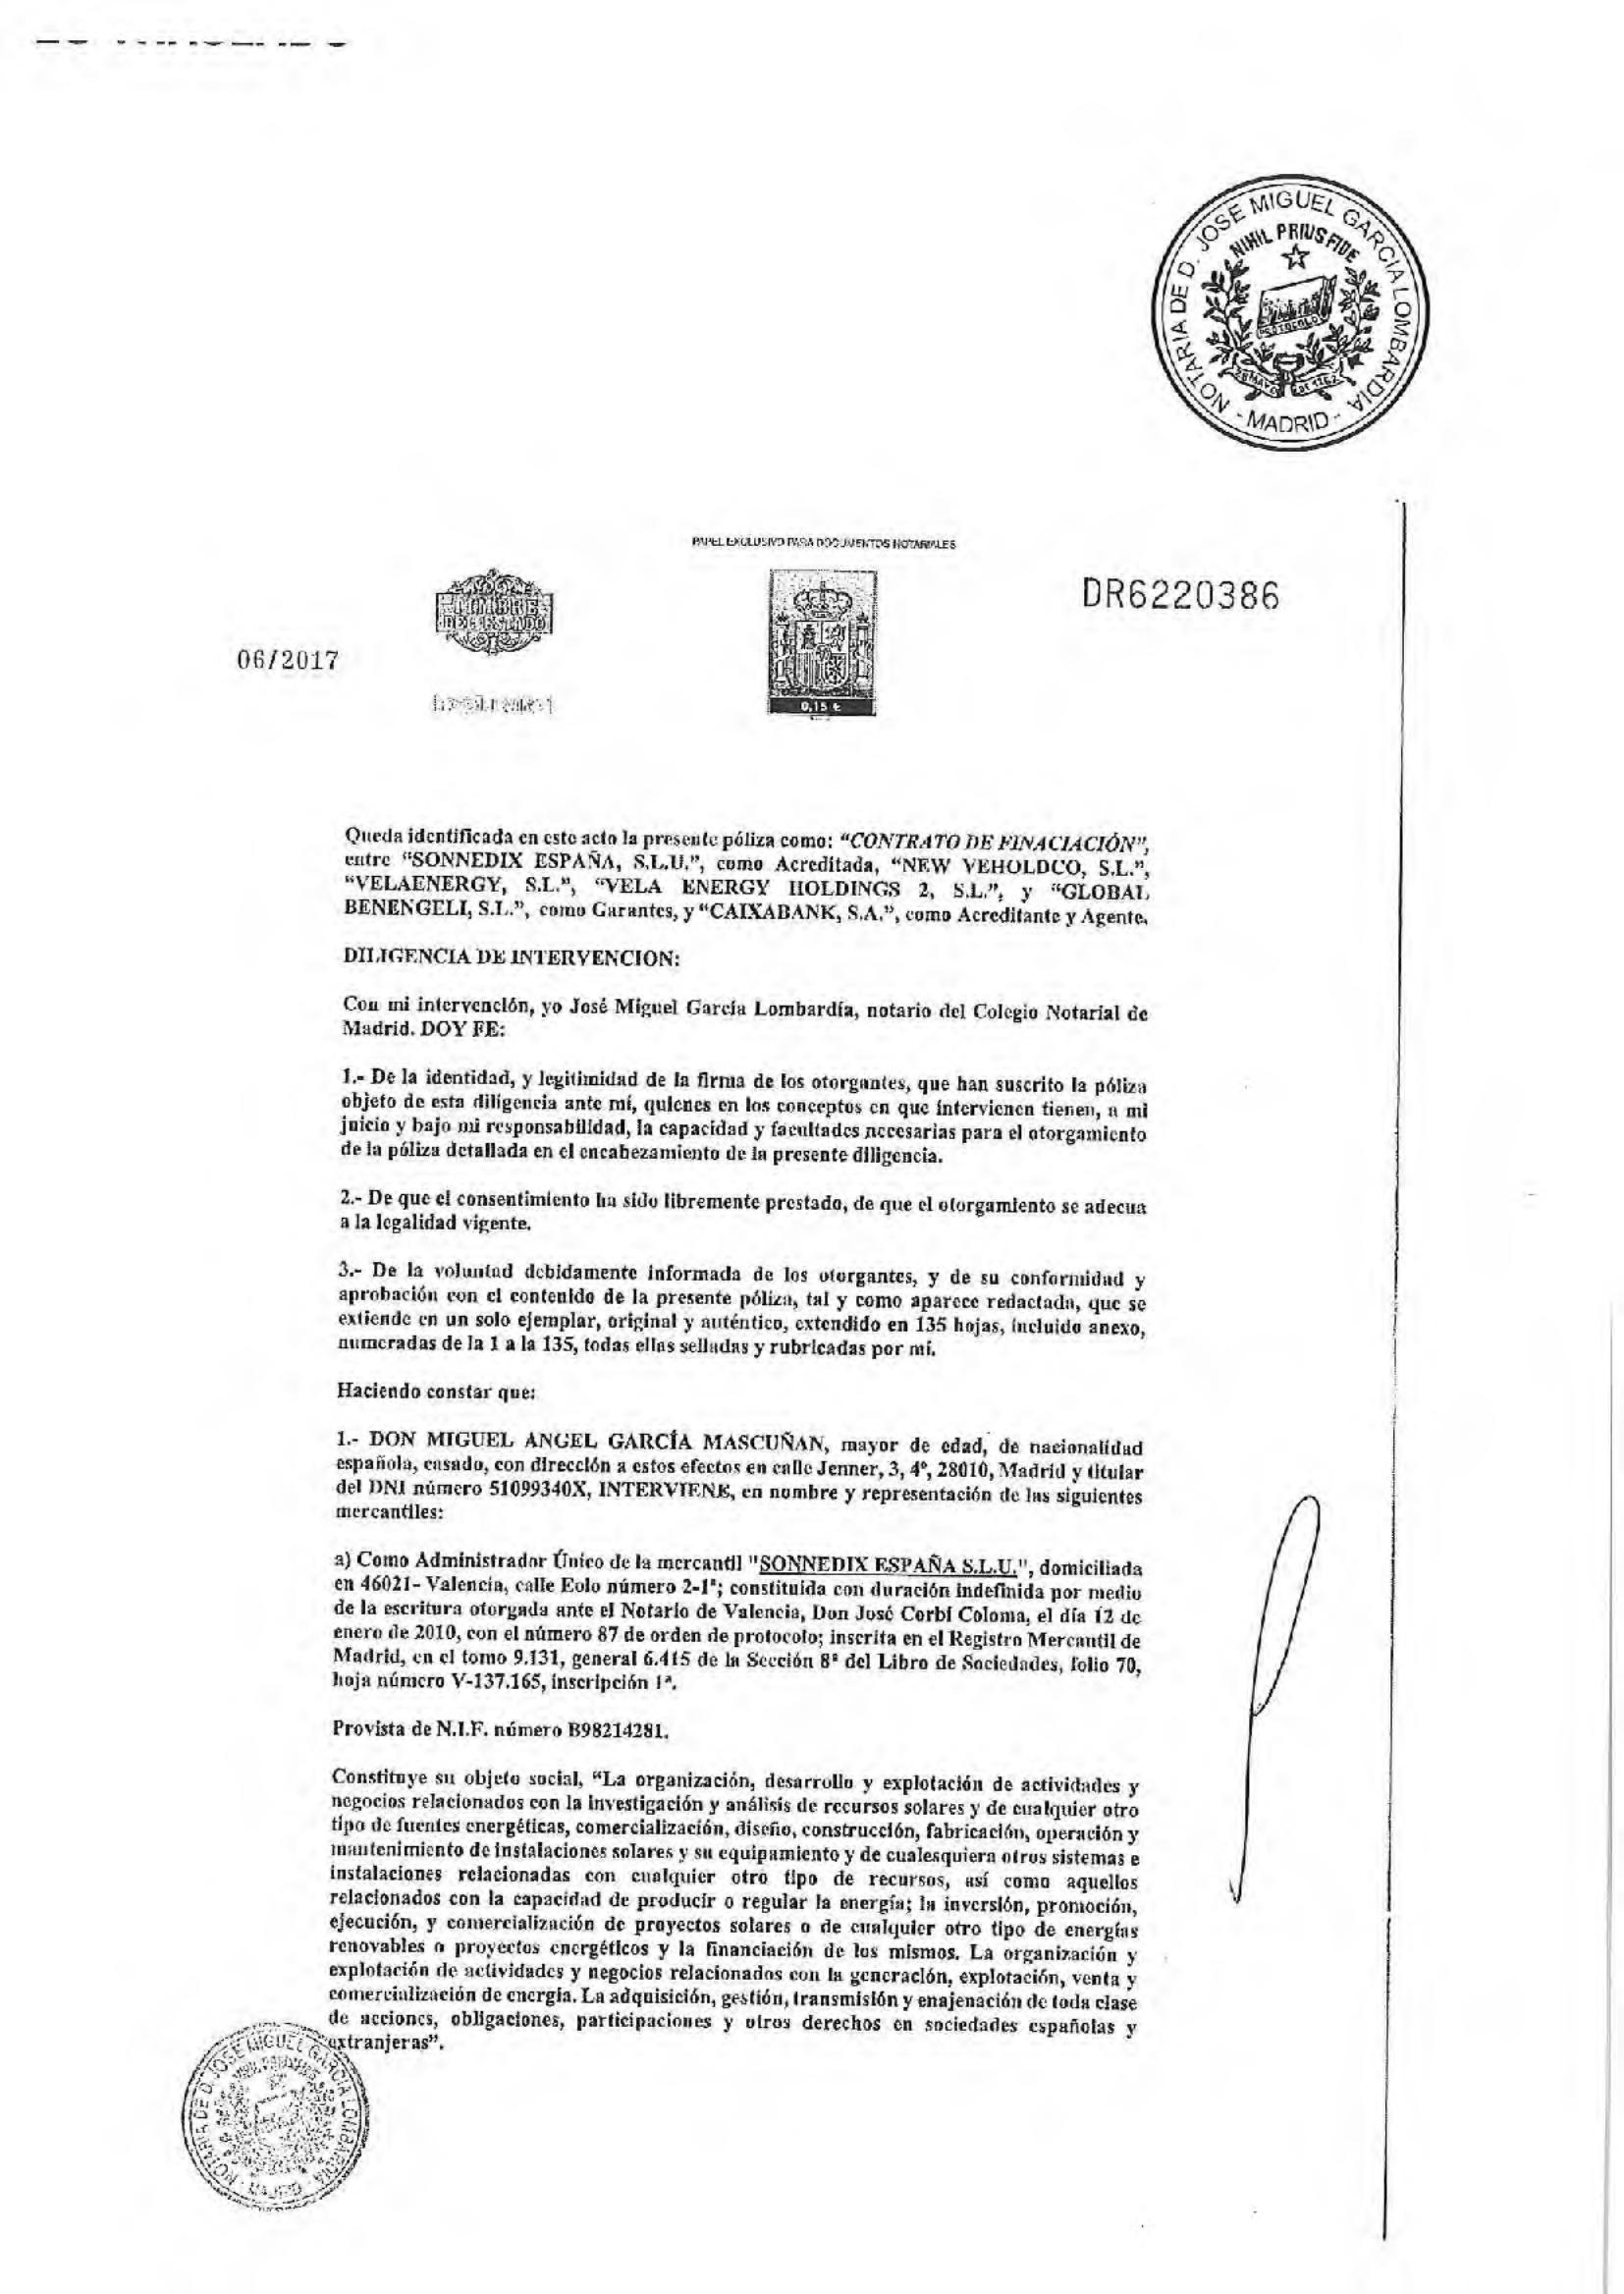 NOTARIA DE D. JOSE MIGUEL GARCIA LOMBARDIA
NIHIL PRIUS FIDE
PROTOCOLO
- MADRID -
PAPEL EXCLUSIVO PARA DOCUMENTOS NOTARIALES
TIMBRE
DEL ESTADO
DR6220386
06/2017
0,15 €
Queda identificada en este acto la presente póliza como: “CONTRATO DE FINACIACIÓN”,
entre “SONNEDIX ESPAÑA, S.L.U.”, como Acreditada, “NEW VEHOLDCO, S.L.”,
“VELAENERGY, S.L.”, “VELA ENERGY HOLDINGS 2, S.L.”, y “GLOBAL
BENENGELI, S.L.”, como Garantes, y “CAIXABANK, S.A.”, como Acreditante y Agente.
DILIGENCIA DE INTERVENCION:
Con mi intervención, yo José Miguel García Lombardía, notario del Colegio Notarial de
Madrid. DOY FE:
1.- De la identidad, y legitimidad de la firma de los otorgantes, que han suscrito la póliza
objeto de esta diligencia ante mí, quienes en los conceptos en que intervienen tienen, a mi
juicio y bajo mi responsabilidad, la capacidad y facultades necesarias para el otorgamiento
de la póliza detallada en el encabezamiento de la presente diligencia.
2.- De que el consentimiento ha sido libremente prestado, de que el otorgamiento se adecua
a la legalidad vigente.
3.- De la voluntad debidamente informada de los otorgantes, y de su conformidad y
aprobación con el contenido de la presente póliza, tal y como aparece redactada, que se
extiende en un solo ejemplar, original y auténtico, extendido en 135 hojas, incluido anexo,
numeradas de la 1 a la 135, todas ellas selladas y rubricadas por mí.
Haciendo constar que:
1.- DON MIGUEL ANGEL GARCÍA MASCUÑAN, mayor de edad, de nacionalidad
española, casado, con dirección a estos efectos en calle Jenner, 3, 4º, 28010, Madrid y titular
del DNI número 51099340X, INTERVIENE, en nombre y representación de las siguientes
mercantiles:
a) Como Administrador Único de la mercantil "SONNEDIX ESPAÑA S.L.U.", domiciliada
en 46021- Valencia, calle Eolo número 2-1ª; constituida con duración indefinida por medio
de la escritura otorgada ante el Notario de Valencia, Don José Corbí Coloma, el día 12 de
enero de 2010, con el número 87 de orden de protocolo; inscrita en el Registro Mercantil de
Madrid, en el tomo 9.131, general 6.415 de la Sección 8ª del Libro de Sociedades, folio 70,
hoja número V-137.165, inscripción 1ª.
Provista de N.I.F. número B98214281.
Constituye su objeto social, “La organización, desarrollo y explotación de actividades y
negocios relacionados con la investigación y análisis de recursos solares y de cualquier otro
tipo de fuentes energéticas, comercialización, diseño, construcción, fabricación, operación y
mantenimiento de instalaciones solares y su equipamiento y de cualesquiera otros sistemas e
instalaciones relacionadas con cualquier otro tipo de recursos, así como aquellos
relacionados con la capacidad de producir o regular la energía; la inversión, promoción,
ejecución, y comercialización de proyectos solares o de cualquier otro tipo de energías
renovables o proyectos energéticos y la financiación de los mismos. La organización y
explotación de actividades y negocios relacionados con la generación, explotación, venta y
comercialización de energía. La adquisición, gestión, transmisión y enajenación de toda clase
de acciones, obligaciones, participaciones y otros derechos en sociedades españolas y
extranjeras”.
NOTARIA DE D. JOSE MIGUEL GARCIA LOMBARDIA